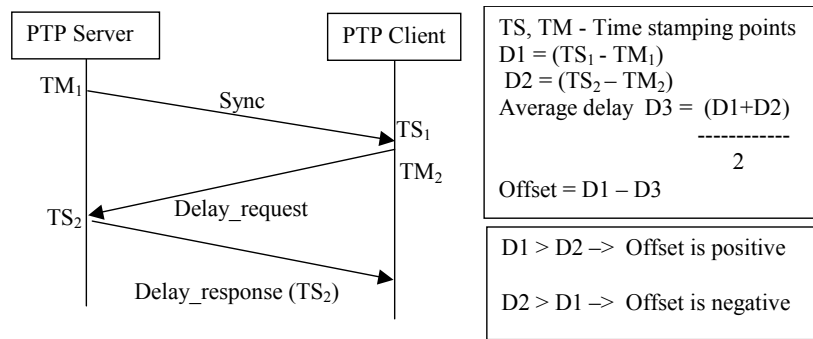 PTP Server
PTP Client
TM₁
Sync
TS₁
TM₂
TS₂
Delay_request
Delay_response (TS₂)
TS, TM - Time stamping points
D1 = (TS₁ - TM₁)
D2 = (TS₂ – TM₂)
Average delay D3 = (D1+D2)
------------
2
Offset = D1 – D3
D1 > D2 –> Offset is positive
D2 > D1 –> Offset is negative